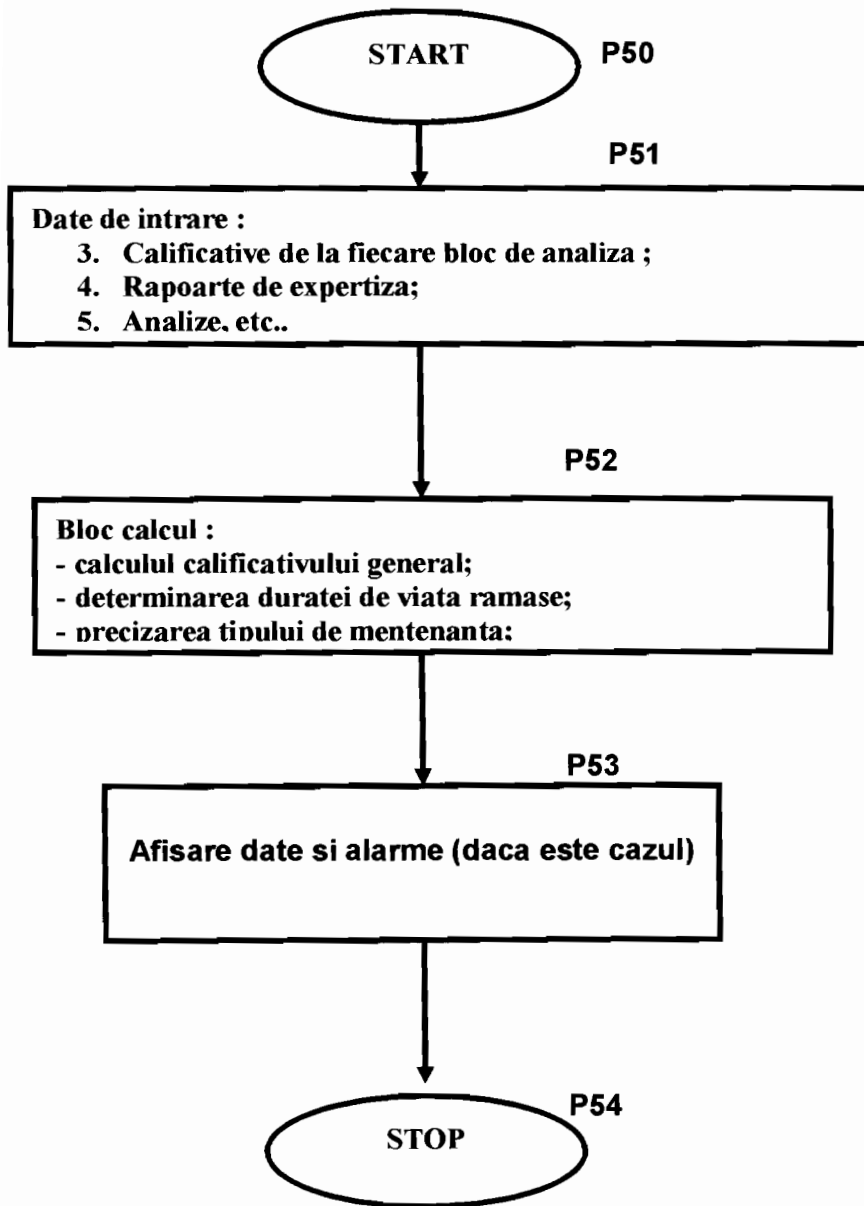 START P50
P51
Date de intrare :
3. Calificative de la fiecare bloc de analiza ;
4. Rapoarte de expertiza;
5. Analize, etc..
P52
Bloc calcul :
- calculul calificativului general;
- determinarea duratei de viata ramase;
- precizarea tipului de mentenanta;
P53
Afisare date si alarme (daca este cazul)
P54
STOP